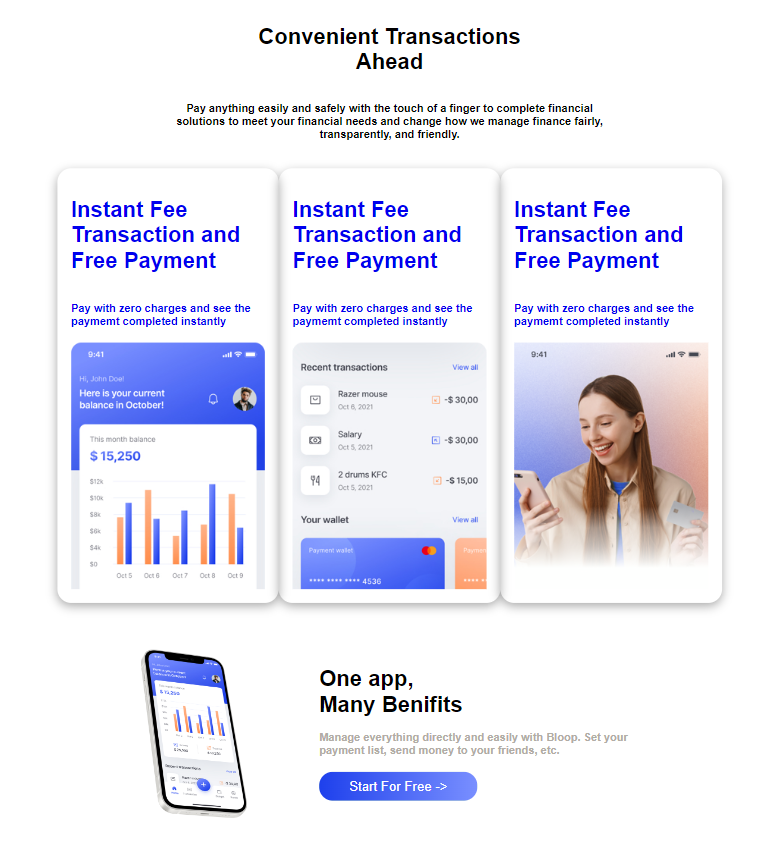 Convenient Transactions
Ahead
Pay anything easily and safely with the touch of a finger to complete financial
solutions to meet your financial needs and change how we manage finance fairly,
transparently, and friendly.
Instant Fee
Transaction and
Free Payment
Pay with zero charges and see the
paymemt completed instantly
9:41
Hi, John Doe!
Here is your current
balance in October!
This month balance
$ 15,250
$12k
$10k
$8k
$6k
$4k
$0
Oct 5 Oct 6 Oct 7 Oct 8 Oct 9
Instant Fee
Transaction and
Free Payment
Pay with zero charges and see the
paymemt completed instantly
Recent transactions View all
Razer mouse
Oct 6, 2021
-$ 30,00
Salary
Oct 5, 2021
-$ 30,00
2 drums KFC
Oct 5, 2021
-$ 15,00
Your wallet View all
Payment wallet
**** **** **** 4536
Instant Fee
Transaction and
Free Payment
Pay with zero charges and see the
paymemt completed instantly
9:41
$ 15,250
One app,
Many Benifits
Manage everything directly and easily with Bloop. Set your
payment list, send money to your friends, etc.
Start For Free ->